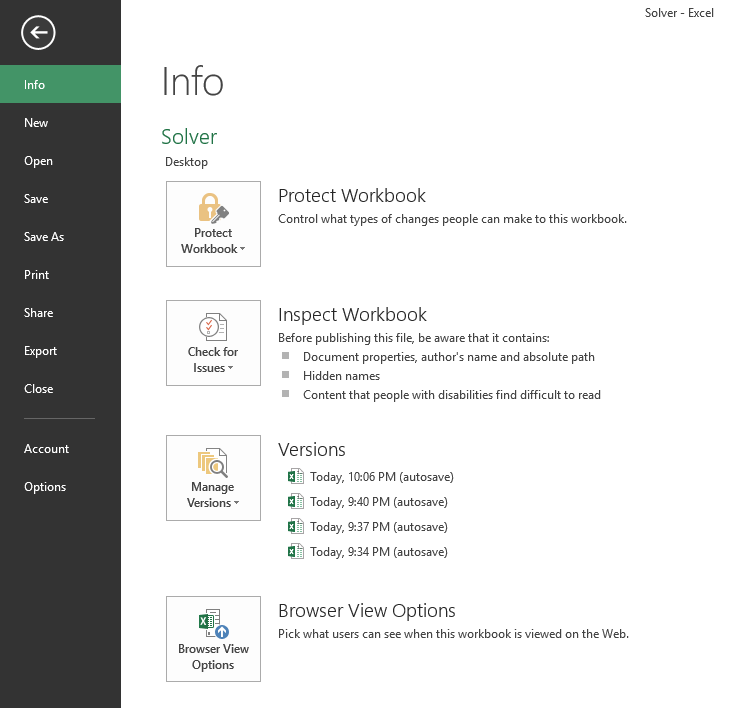 Solver - Excel
Info
New
Open
Save
Save As
Print
Share
Export
Close
Account
Options
Info
Solver
Desktop
Protect
Workbook
Protect Workbook
Control what types of changes people can make to this workbook.
Check for
Issues
Inspect Workbook
Before publishing this file, be aware that it contains:
Document properties, author's name and absolute path
Hidden names
Content that people with disabilities find difficult to read
Manage
Versions
Versions
Today, 10:06 PM (autosave)
Today, 9:40 PM (autosave)
Today, 9:37 PM (autosave)
Today, 9:34 PM (autosave)
Browser View
Options
Browser View Options
Pick what users can see when this workbook is viewed on the Web.